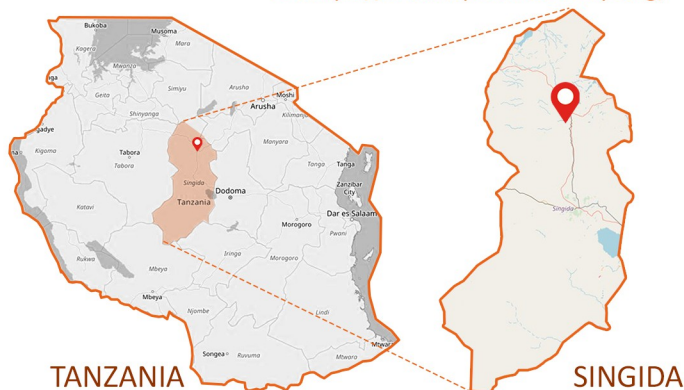 Bukoba
Musoma
Kagera
Mara
Mwanza
Geita
Simiyu
Arusha
Moshi
Shinyanga
Arusha
Kilimanj
gadye
Kigoma
Tabora
Tabora
Manyara
Tanga
Tanga
Singida
Zanzibar
City
Dodoma
Tanzania
Dar es Salaam
Katavi
Morogoro
Pwani
Iringa
Morogoro
Rukwa
Mbeya
Mbeya
Njombe
Lindi
Songea
Ruvuma
Mtwara
Mtwara
Singida
TANZANIA
SINGIDA